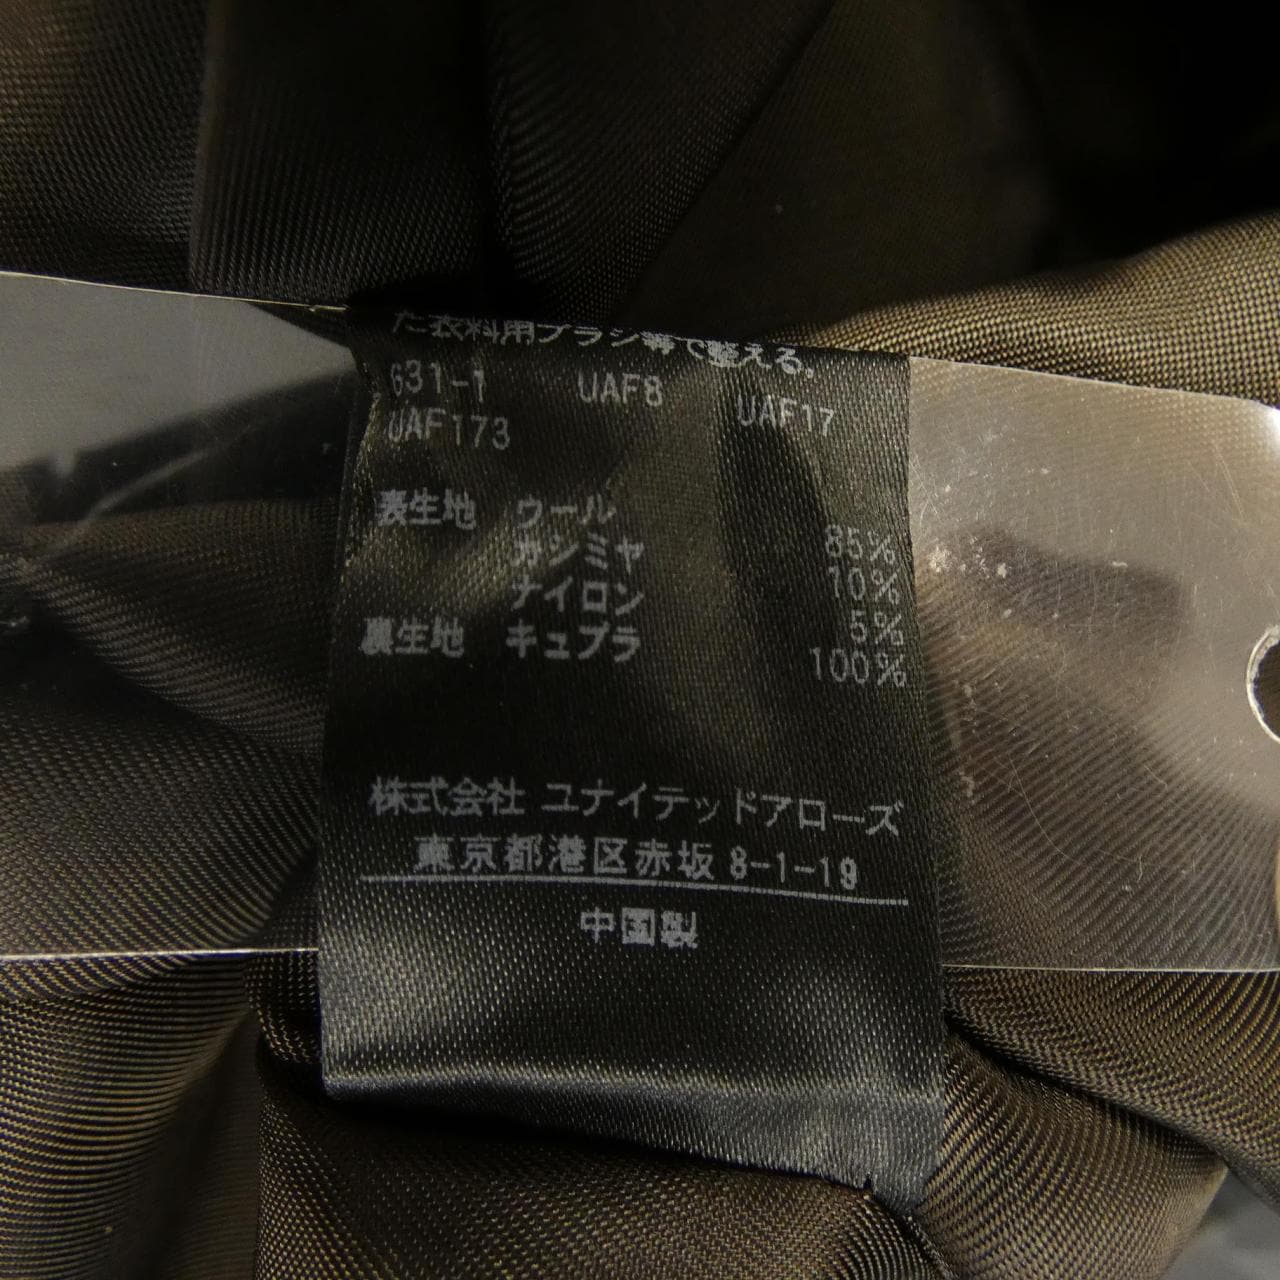 た衣料用ブラシ等で整える。
631-1 UAF8 UAF17
UAF173
表生地 ウール 85%
カシミヤ 10%
ナイロン 5%
裏生地 キュプラ 100%
株式会社 ユナイテッドアローズ
東京都港区赤坂8-1-19
中国製